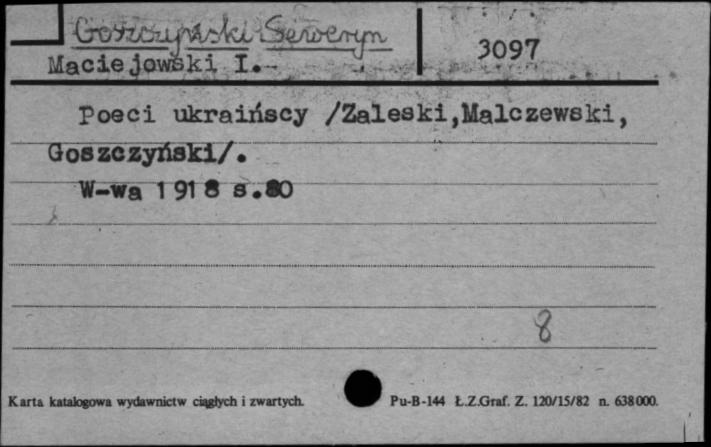 Goszczyński Seweryn
Maciejowski I.
3097
Poeci ukraińscy /Zaleski,Malczewski,
Goszczyński/.
W-wa 1918 s.80
8
Karta katalogowa wydawnictw ciągłych i zwartych.
Pu-B-144 Ł.Z.Graf. Z. 120/15/82 n. 638000.